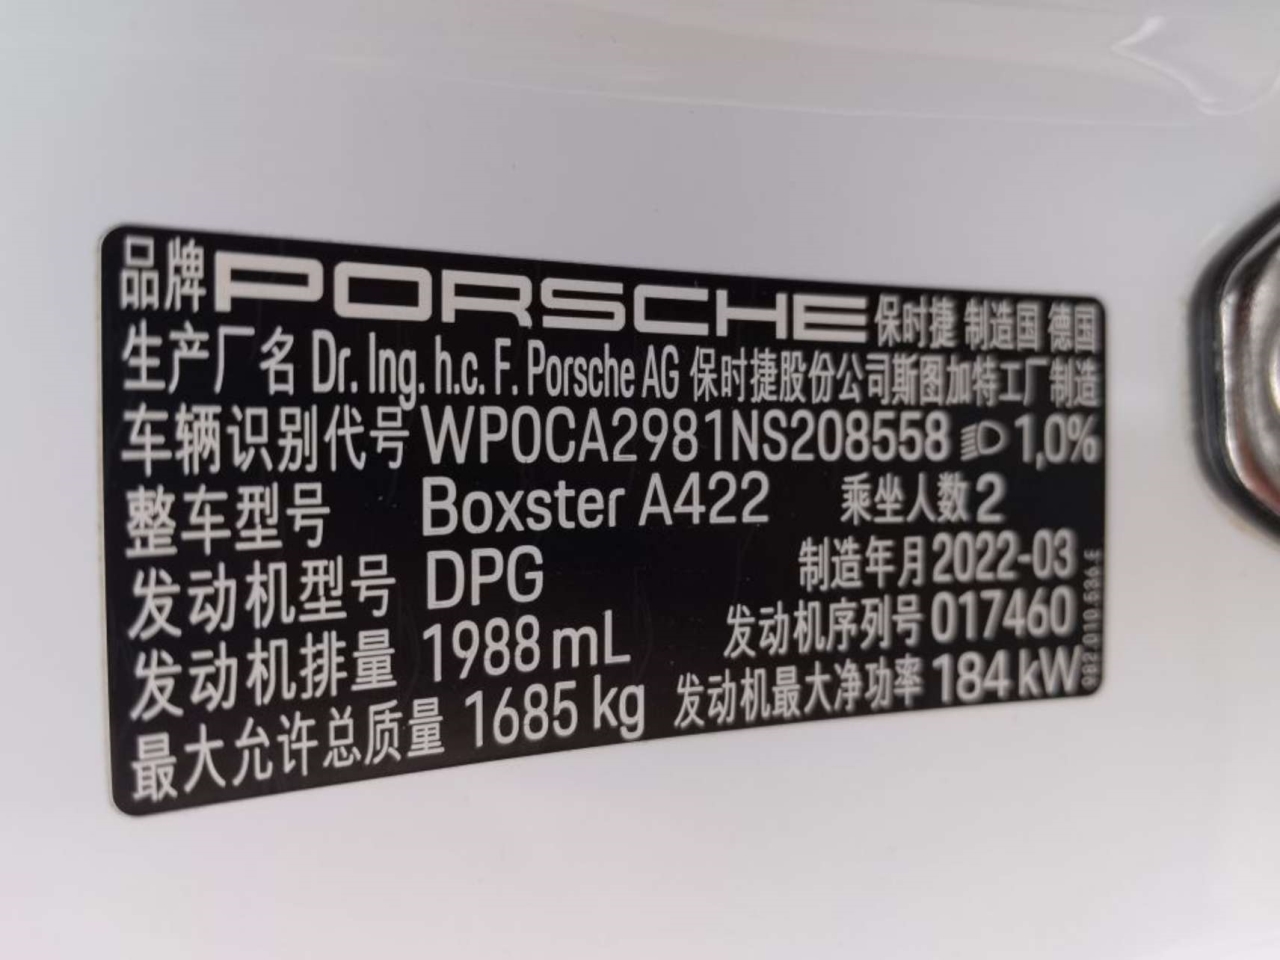 品牌 PORSCHE 保时捷 制造国 德国
生产厂名 Dr. Ing. h.c. F. Porsche AG 保时捷股份公司斯图加特工厂制造
车辆识别代号 WP0CA2981NS208558 1,0%
整车型号 Boxster A422 乘坐人数 2
发动机型号 DPG 制造年月 2022-03
发动机排量 1988 mL 发动机序列号 017460
最大允许总质量 1685 kg 发动机最大净功率 184 kW
982.010.636.E